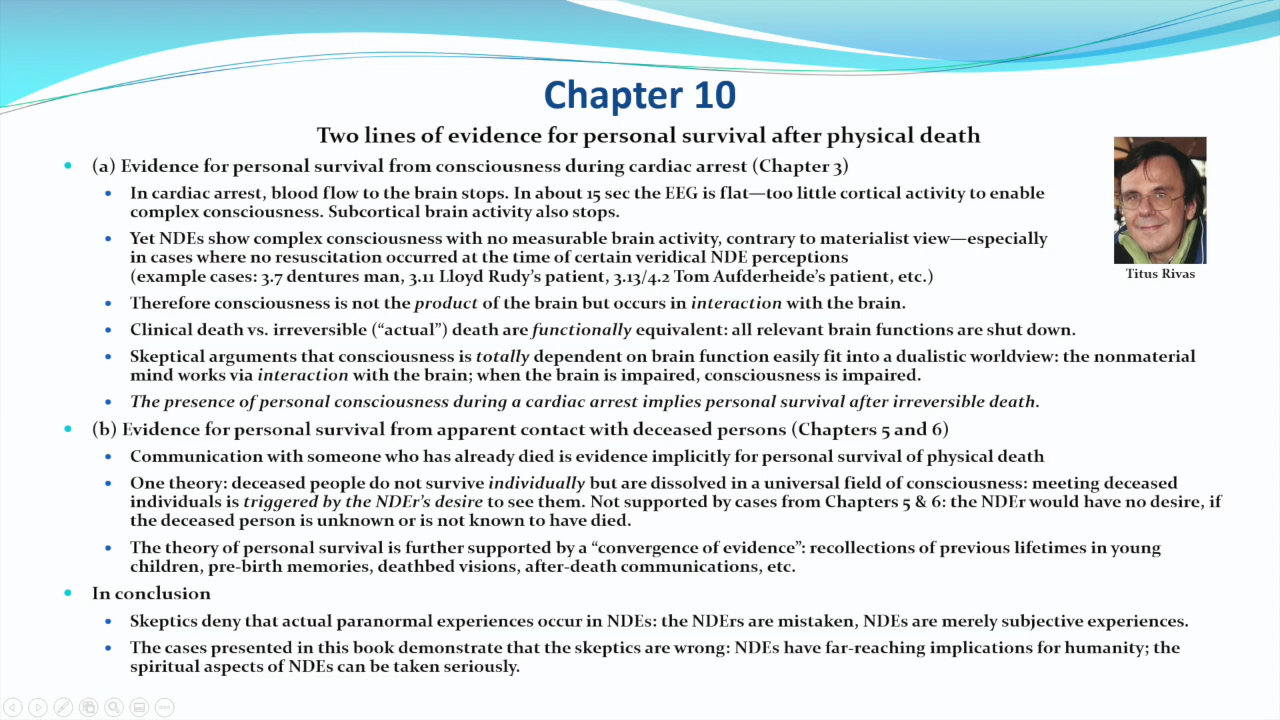 Chapter 10
Two lines of evidence for personal survival after physical death
• (a) Evidence for personal survival from consciousness during cardiac arrest (Chapter 3)
• In cardiac arrest, blood flow to the brain stops. In about 15 sec the EEG is flat—too little cortical activity to enable
complex consciousness. Subcortical brain activity also stops.
• Yet NDEs show complex consciousness with no measurable brain activity, contrary to materialist view—especially
in cases where no resuscitation occurred at the time of certain veridical NDE perceptions
(example cases: 3.7 dentures man, 3.11 Lloyd Rudy’s patient, 3.13/4.2 Tom Aufderheide’s patient, etc.)
Titus Rivas
• Therefore consciousness is not the product of the brain but occurs in interaction with the brain.
• Clinical death vs. irreversible (“actual”) death are functionally equivalent: all relevant brain functions are shut down.
• Skeptical arguments that consciousness is totally dependent on brain function easily fit into a dualistic worldview: the nonmaterial
mind works via interaction with the brain; when the brain is impaired, consciousness is impaired.
• The presence of personal consciousness during a cardiac arrest implies personal survival after irreversible death.
• (b) Evidence for personal survival from apparent contact with deceased persons (Chapters 5 and 6)
• Communication with someone who has already died is evidence implicitly for personal survival of physical death
• One theory: deceased people do not survive individually but are dissolved in a universal field of consciousness: meeting deceased
individuals is triggered by the NDEr’s desire to see them. Not supported by cases from Chapters 5 & 6: the NDEr would have no desire, if
the deceased person is unknown or is not known to have died.
• The theory of personal survival is further supported by a “convergence of evidence”: recollections of previous lifetimes in young
children, pre-birth memories, deathbed visions, after-death communications, etc.
• In conclusion
• Skeptics deny that actual paranormal experiences occur in NDEs: the NDErs are mistaken, NDEs are merely subjective experiences.
• The cases presented in this book demonstrate that the skeptics are wrong: NDEs have far-reaching implications for humanity; the
spiritual aspects of NDEs can be taken seriously.